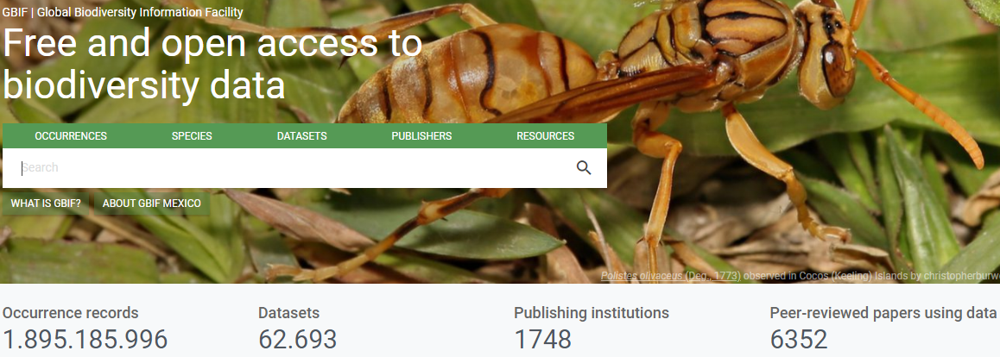 GBIF | Global Biodiversity Information Facility
Free and open access to
biodiversity data
OCCURRENCES SPECIES DATASETS PUBLISHERS RESOURCES
Search
WHAT IS GBIF? ABOUT GBIF MEXICO
Polistes olivaceus (Deg., 1773) observed in Cocos (Keeling) Islands by christopherburw
Occurrence records Datasets Publishing institutions Peer-reviewed papers using data
1.895.185.996 62.693 1748 6352